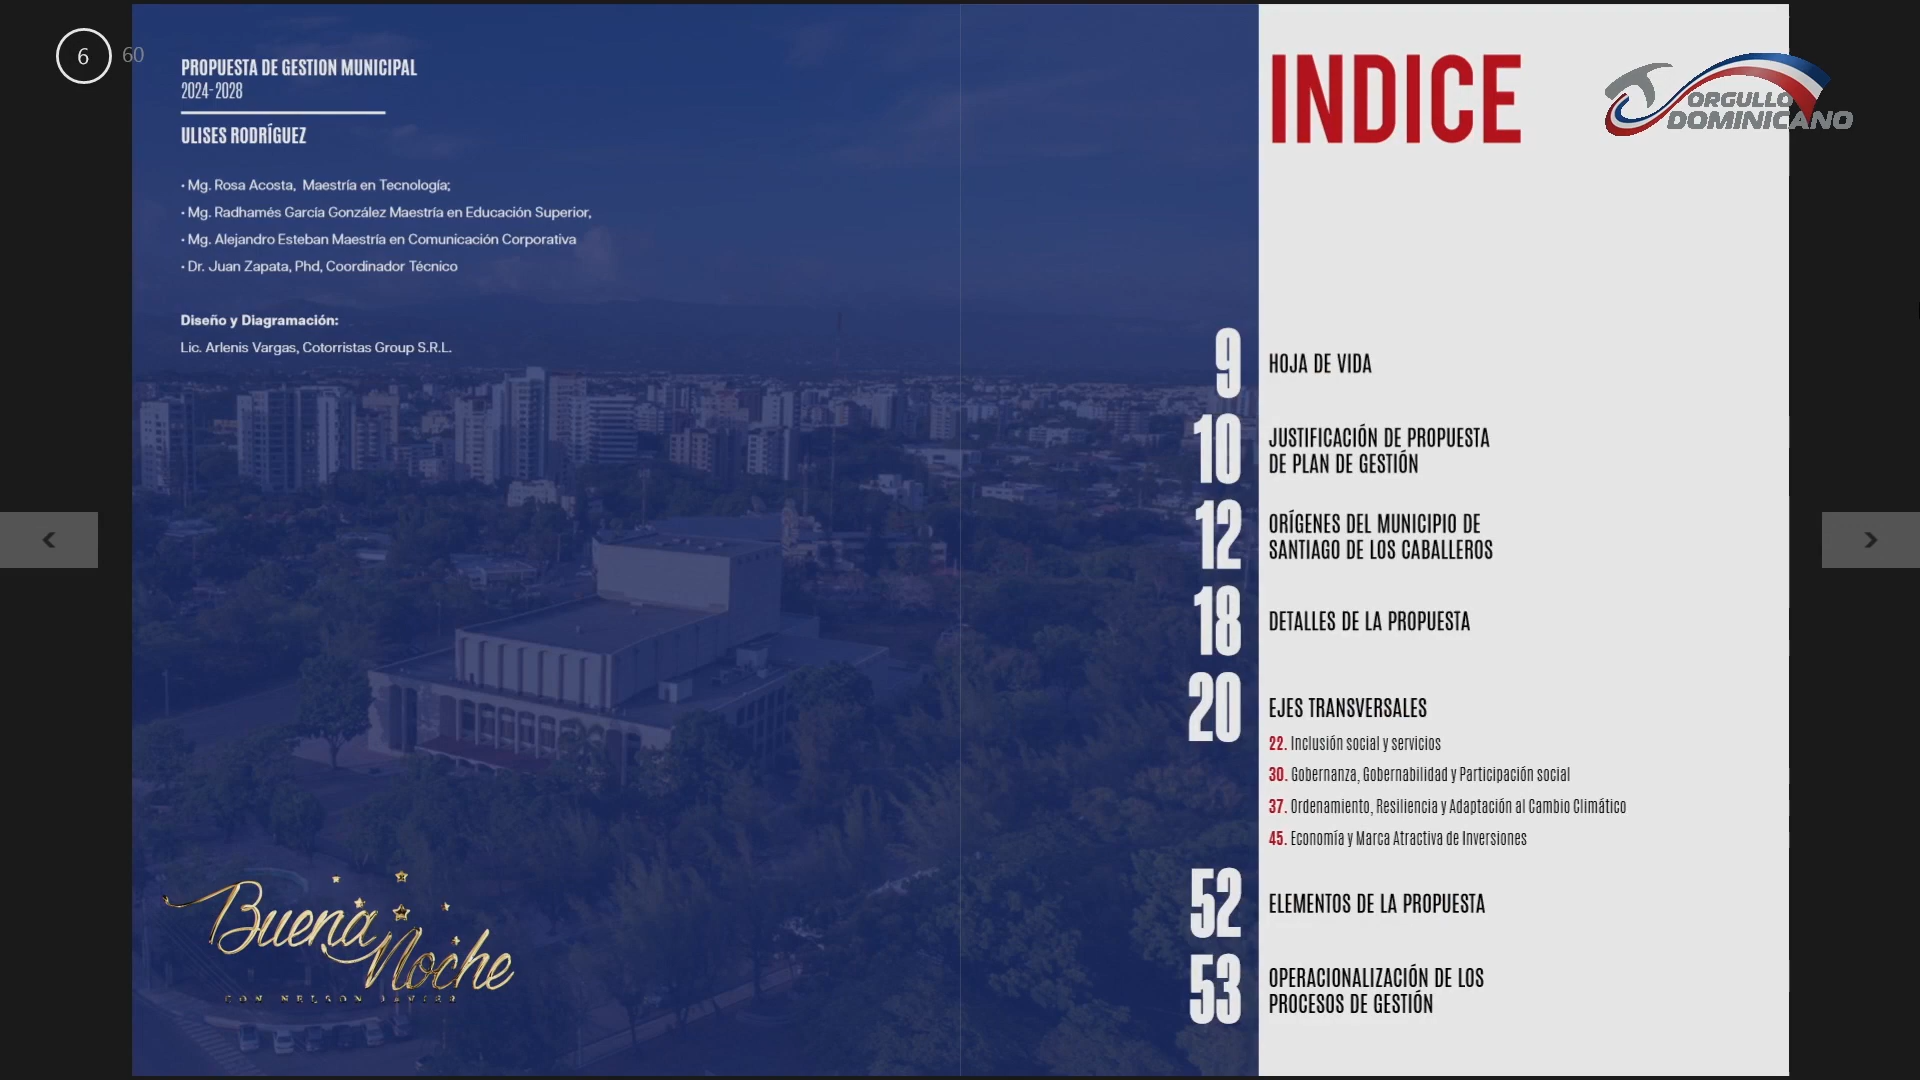 6 60
PROPUESTA DE GESTION MUNICIPAL
2024-2028
ULISES RODRÍGUEZ
• Mg. Rosa Acosta, Maestría en Tecnología;
• Mg. Radhamés García González Maestría en Educación Superior,
• Mg. Alejandro Esteban Maestría en Comunicación Corporativa
• Dr. Juan Zapata, Phd, Coordinador Técnico
Diseño y Diagramación:
Lic. Arlenis Vargas, Cotorristas Group S.R.L.
Buena
Noche
CON NELSON JAVIER
INDICE
ORGULLO
DOMINICANO
9 HOJA DE VIDA
10 JUSTIFICACIÓN DE PROPUESTA
DE PLAN DE GESTIÓN
12 ORÍGENES DEL MUNICIPIO DE
SANTIAGO DE LOS CABALLEROS
18 DETALLES DE LA PROPUESTA
20 EJES TRANSVERSALES
22. Inclusión social y servicios
30. Gobernanza, Gobernabilidad y Participación social
37. Ordenamiento, Resiliencia y Adaptación al Cambio Climático
45. Economía y Marca Atractiva de Inversiones
52 ELEMENTOS DE LA PROPUESTA
53 OPERACIONALIZACIÓN DE LOS
PROCESOS DE GESTIÓN